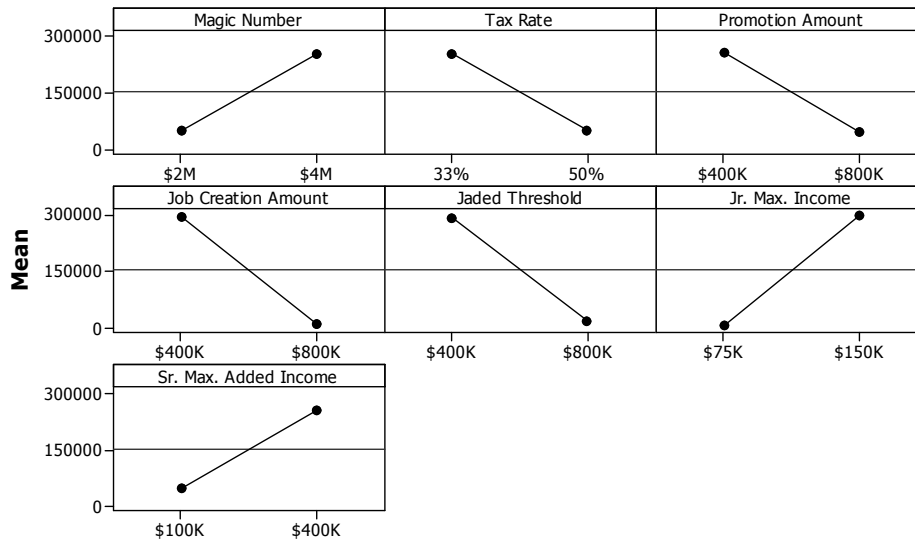 Magic Number Tax Rate Promotion Amount
300000
150000
0
$2M $4M 33% 50% $400K $800K
Job Creation Amount Jaded Threshold Jr. Max. Income
300000
150000
0
$400K $800K $400K $800K $75K $150K
Sr. Max. Added Income
300000
150000
0
$100K $400K
Mean